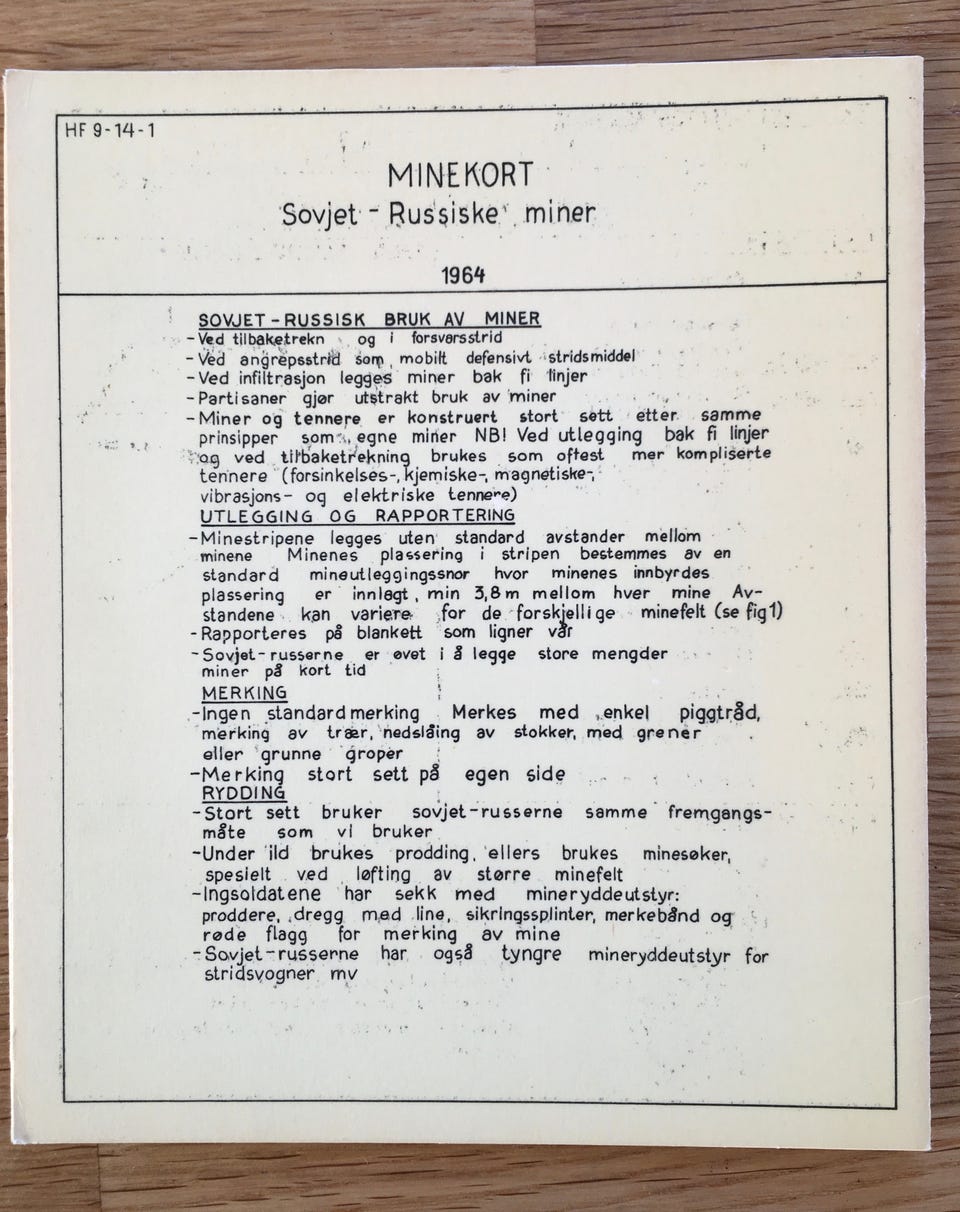 HF 9-14-1
MINEKORT
Sovjet - Russiske miner
1964
SOVJET - RUSSISK BRUK AV MINER
- Ved tilbaketrekn og i forsvarsstrid
- Ved angrepsstrid som mobilt defensivt stridsmiddel
- Ved infiltrasjon legges miner bak fi linjer
- Partisaner gjør utstrakt bruk av miner
- Miner og tennere er konstruert stort sett etter samme
prinsipper som egne miner NB! Ved utlegging bak fi linjer
og ved tilbaketrekning brukes som oftest mer kompliserte
tennere (forsinkelses-, kjemiske-, magnetiske-,
vibrasjons- og elektriske tennere)
UTLEGGING OG RAPPORTERING
- Minestripene legges uten standard avstander mellom
minene Minenes plassering i stripen bestemmes av en
standard mineutleggingssnor hvor minenes innbyrdes
plassering er innlagt, min 3,8 m mellom hver mine Av-
standene kan variere for de forskjellige minefelt (se fig 1)
- Rapporteres på blankett som ligner vår
- Sovjet-russerne er øvet i å legge store mengder
miner på kort tid
MERKING
- Ingen standard merking Merkes med enkel piggtråd,
merking av trær, nedslåing av stokker, med grener
eller grunne groper
- Merking stort sett på egen side
RYDDING
- Stort sett bruker sovjet-russerne samme fremgangs-
måte som vi bruker
- Under ild brukes prodding, ellers brukes minesøker,
spesielt ved løfting av større minefelt
- Ingsoldatene har sekk med mineryddeutstyr:
proddere, dregg med line, sikringssplinter, merkebånd og
røde flagg for merking av mine
- Sovjet-russerne har også tyngre mineryddeutstyr for
stridsvogner mv